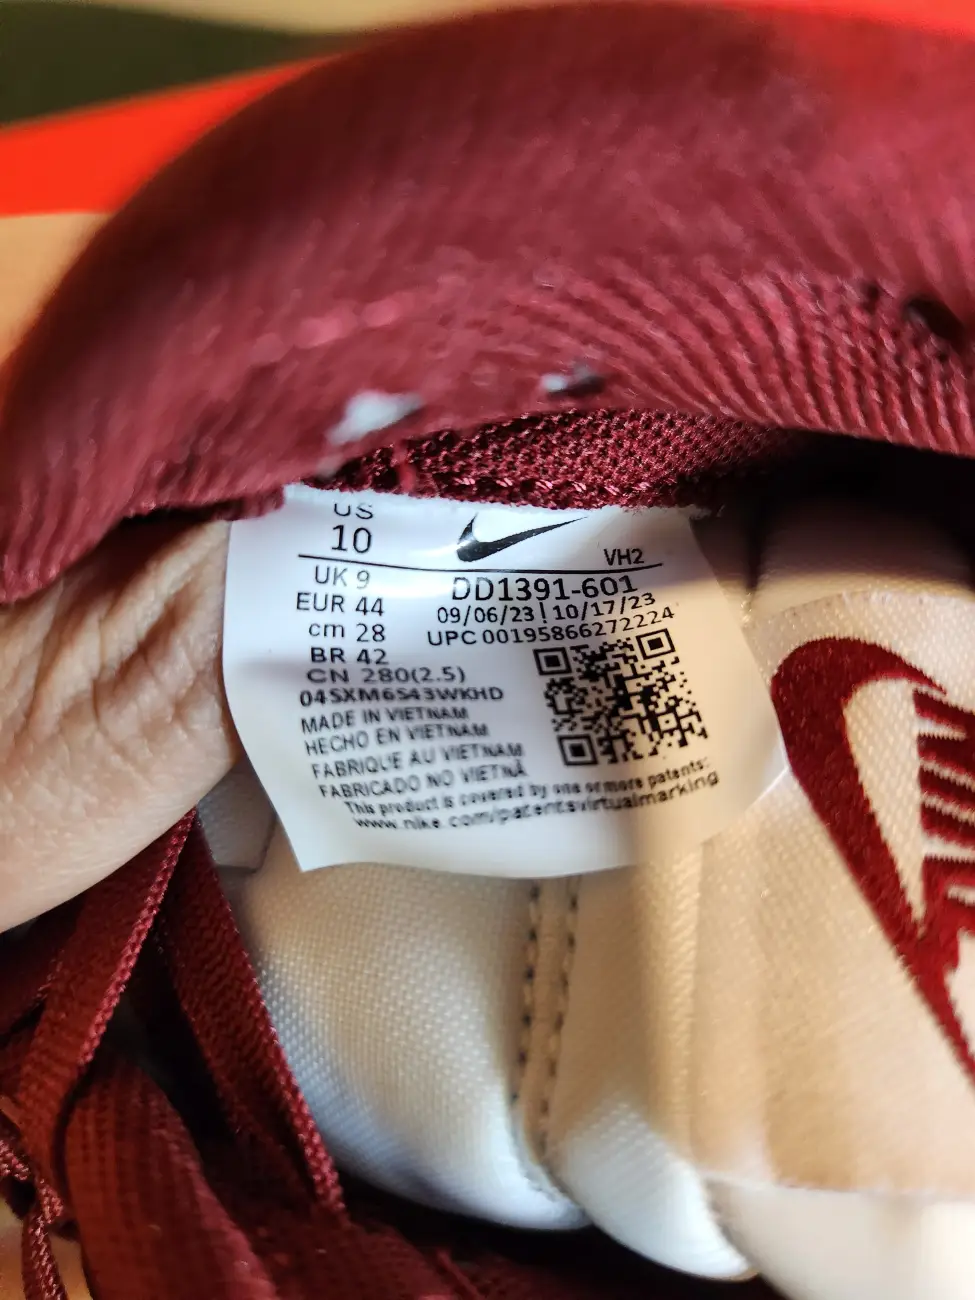 US
10
VH2
UK 9
EUR 44
cm 28
BR 42
CN 280(2.5)
DD1391-601
09/06/23 | 10/17/23
UPC 00195866272224
04SXM6S43WKHD
MADE IN VIETNAM
HECHO EN VIETNAM
FABRIQUE AU VIETNAM
FABRICADO NO VIETNÃ
This product is covered by one or more patents:
www.nike.com/patentsvirtualmarking